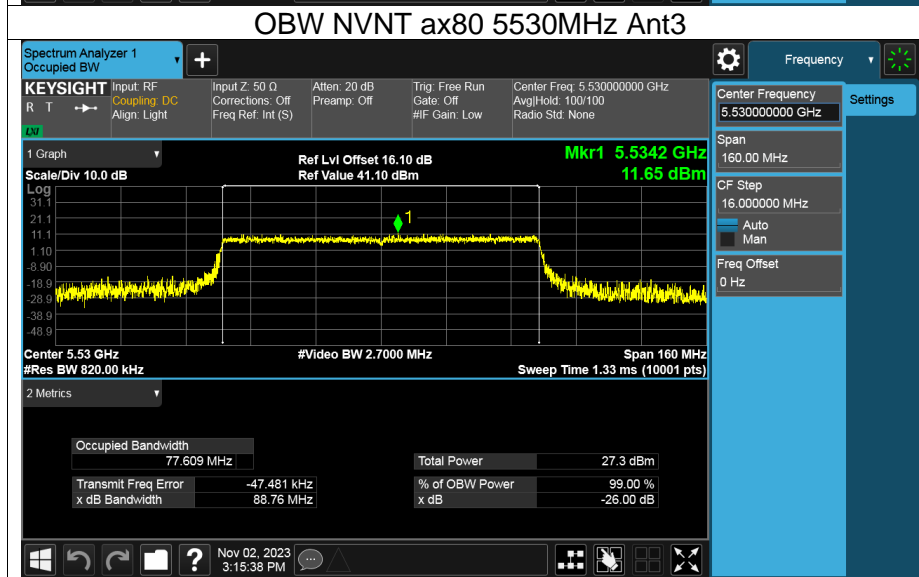 OBW NVNT ax80 5530MHz Ant3
Spectrum Analyzer 1
Occupied BW
+
Frequency
KEYSIGHT
R T
LXI
Input: RF
Coupling: DC
Align: Light
Input Z: 50 Ω
Corrections: Off
Freq Ref: Int (S)
Atten: 20 dB
Preamp: Off
Trig: Free Run
Gate: Off
#IF Gain: Low
Center Freq: 5.530000000 GHz
Avg|Hold: 100/100
Radio Std: None
Center Frequency
5.530000000 GHz
Settings
Span
160.00 MHz
CF Step
16.000000 MHz
Auto
Man
Freq Offset
0 Hz
1 Graph
Ref Lvl Offset 16.10 dB
Mkr1 5.5342 GHz
Scale/Div 10.0 dB
Ref Value 41.10 dBm
11.65 dBm
Log
31.1
21.1
11.1
1.10
-8.90
-18.9
-28.9
-38.9
-48.9
1
Center 5.53 GHz
#Video BW 2.7000 MHz
Span 160 MHz
#Res BW 820.00 kHz
Sweep Time 1.33 ms (10001 pts)
2 Metrics
Occupied Bandwidth
77.609 MHz
Total Power 27.3 dBm
Transmit Freq Error -47.481 kHz
% of OBW Power 99.00 %
x dB Bandwidth 88.76 MHz
x dB -26.00 dB
?
Nov 02, 2023
3:15:38 PM